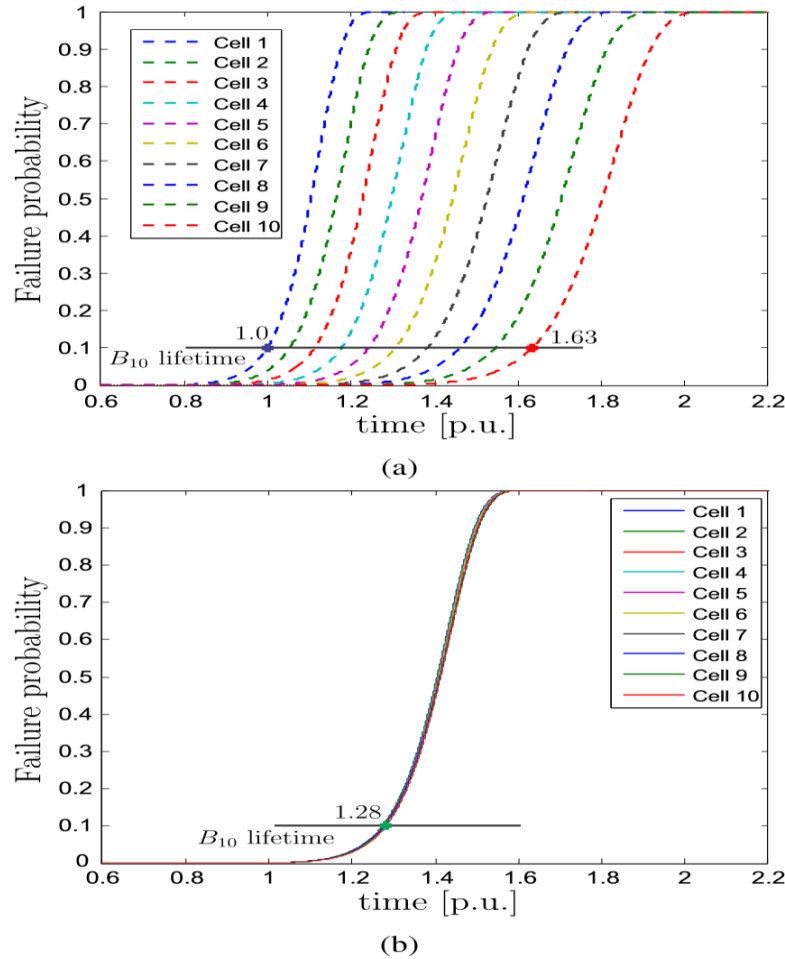 1
0.9
0.8
0.7
0.6
0.5
0.4
0.3
0.2
0.1
0
Failure probability
Cell 1
Cell 2
Cell 3
Cell 4
Cell 5
Cell 6
Cell 7
Cell 8
Cell 9
Cell 10
1.0
1.63
B10 lifetime
0.6 0.8 1 1.2 1.4 1.6 1.8 2 2.2
time [p.u.]
(a)
1
0.9
0.8
0.7
0.6
0.5
0.4
0.3
0.2
0.1
0
Failure probability
Cell 1
Cell 2
Cell 3
Cell 4
Cell 5
Cell 6
Cell 7
Cell 8
Cell 9
Cell 10
1.28
B10 lifetime
0.6 0.8 1 1.2 1.4 1.6 1.8 2 2.2
time [p.u.]
(b)